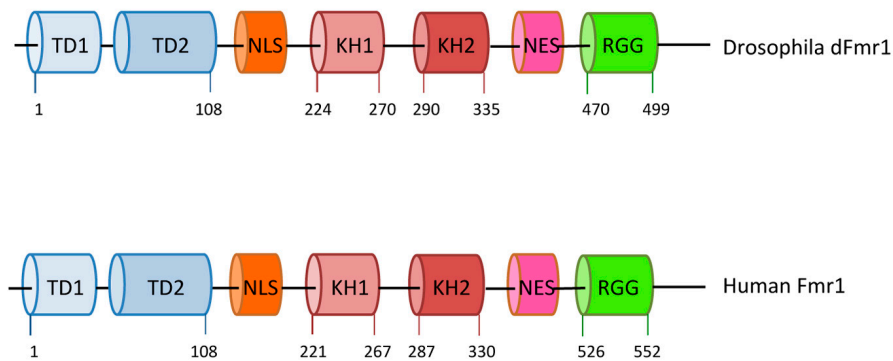 TD1 TD2 NLS KH1 KH2 NES RGG Drosophila dFmr1
1 108 224 270 290 335 470 499
TD1 TD2 NLS KH1 KH2 NES RGG Human Fmr1
1 108 221 267 287 330 526 552